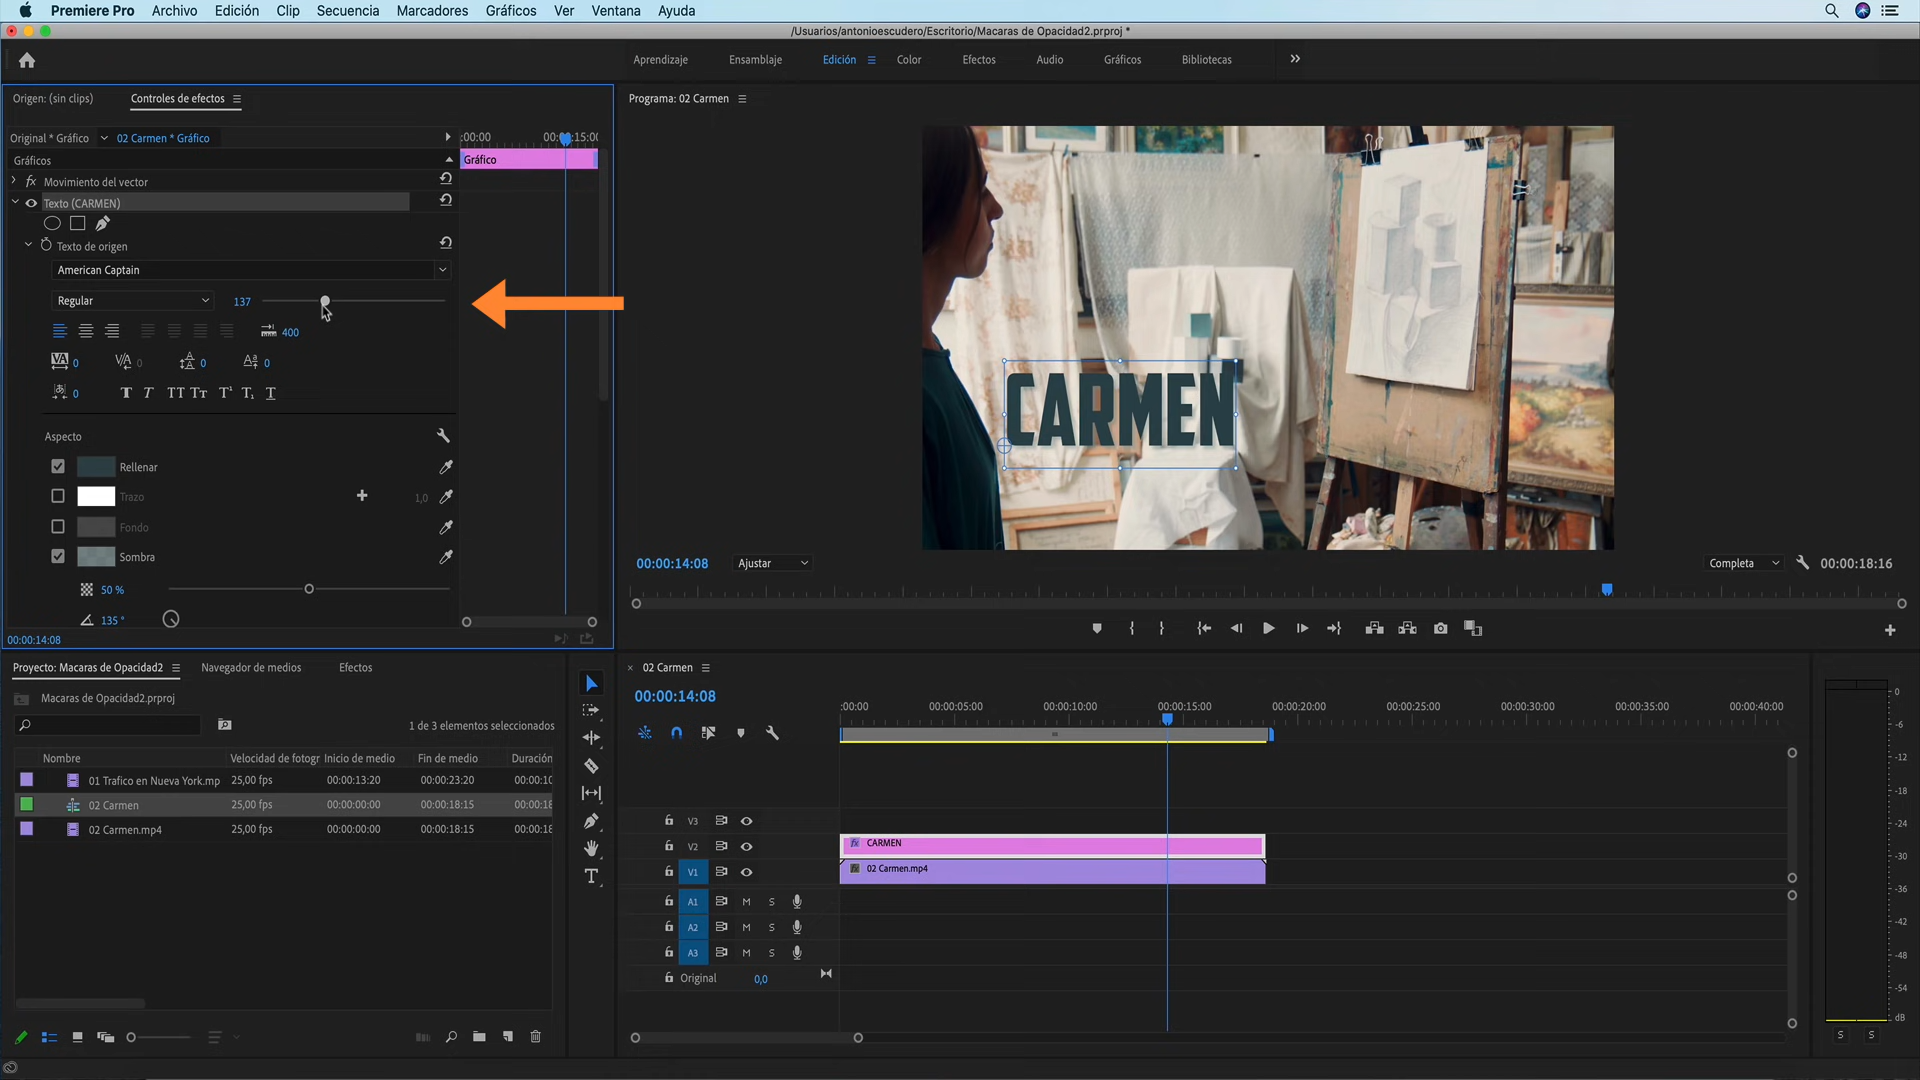 Premiere Pro Archivo Edición Clip Secuencia Marcadores Gráficos Ver Ventana Ayuda
/Usuarios/antonioescudero/Escritorio/Macaras de Opacidad2.prproj *
Aprendizaje Ensamblaje Edición Color Efectos Audio Gráficos Bibliotecas
Origen: (sin clips) Controles de efectos
Programa: 02 Carmen
Original * Gráfico 02 Carmen * Gráfico
:00:00 00:00:15:00
Gráficos
Gráfico
fx Movimiento del vector
Texto (CARMEN)
Texto de origen
American Captain
Regular 137
400
0 0 0 0
0
Aspecto
Rellenar
Trazo 1,0
Fondo
Sombra
50 %
135 °
00:00:14:08
CARMEN
00:00:14:08 Ajustar Completa 00:00:18:16
Proyecto: Macaras de Opacidad2 Navegador de medios Efectos
Macaras de Opacidad2.prproj
1 de 3 elementos seleccionados
Nombre Velocidad de fotogr Inicio de medio Fin de medio Duración
01 Trafico en Nueva York.mp 25,00 fps 00:00:13:20 00:00:23:20 00:00:10
02 Carmen 25,00 fps 00:00:00:00 00:00:18:15 00:00:18
02 Carmen.mp4 25,00 fps 00:00:00:00 00:00:18:15 00:00:18
02 Carmen
00:00:14:08
:00:00 00:00:05:00 00:00:10:00 00:00:15:00 00:00:20:00 00:00:25:00 00:00:30:00 00:00:35:00 00:00:40:00
V3
V2 fx CARMEN
V1 fx 02 Carmen.mp4
A1 M S
A2 M S
A3 M S
Original 0,0
0
-6
-12
-18
-24
-30
-36
-42
-48
-54
dB
S S